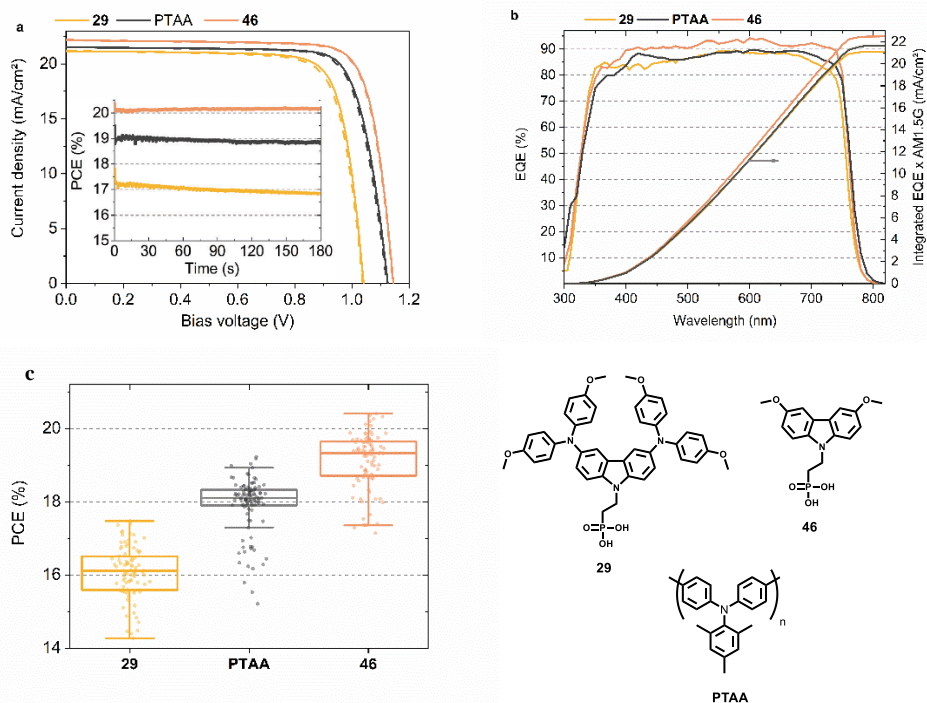 a
29 PTAA 46
Current density (mA/cm²)
20
15
10
5
0
PCE (%)
20
19
18
17
16
15
0 30 60 90 120 150 180
Time (s)
0.0 0.2 0.4 0.6 0.8 1.0 1.2
Bias voltage (V)
b
29 PTAA 46
EQE (%)
90
80
70
60
50
40
30
20
10
Integrated EQE x AM1.5G (mA/cm²)
22
20
18
16
14
12
10
8
6
4
2
0
300 400 500 600 700 800
Wavelength (nm)
c
PCE (%)
20
18
16
14
29 PTAA 46
O O
N N
O O
N
O P OH
OH
29
O O
N
O P OH
OH
46
N
n
PTAA